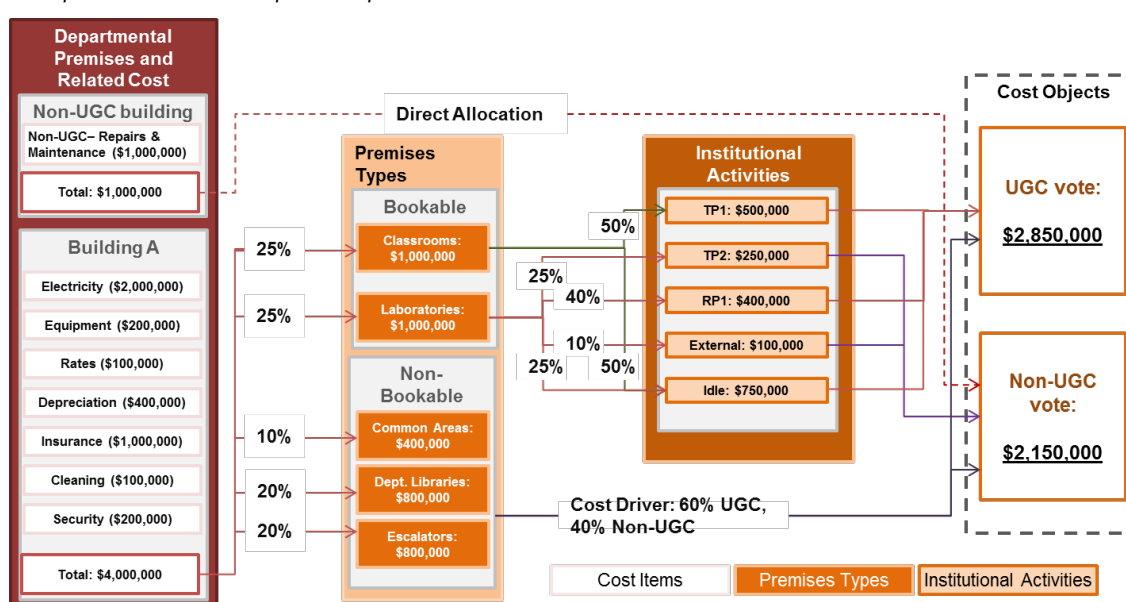 Departmental
Premises and
Related Cost
Non-UGC building
Non-UGC– Repairs &
Maintenance ($1,000,000)
Total: $1,000,000
Building A
Electricity ($2,000,000)
Equipment ($200,000)
Rates ($100,000)
Depreciation ($400,000)
Insurance ($1,000,000)
Cleaning ($100,000)
Security ($200,000)
Total: $4,000,000
25%
25%
10%
20%
20%
Direct Allocation
Premises
Types
Bookable
Classrooms:
$1,000,000
Laboratories:
$1,000,000
Non-
Bookable
Common Areas:
$400,000
Dept. Libraries:
$800,000
Escalators:
$800,000
50%
25%
40%
10%
25%
50%
Institutional
Activities
TP1: $500,000
TP2: $250,000
RP1: $400,000
External: $100,000
Idle: $750,000
Cost Driver: 60% UGC,
40% Non-UGC
Cost Objects
UGC vote:
$2,850,000
Non-UGC
vote:
$2,150,000
Cost Items
Premises Types
Institutional Activities